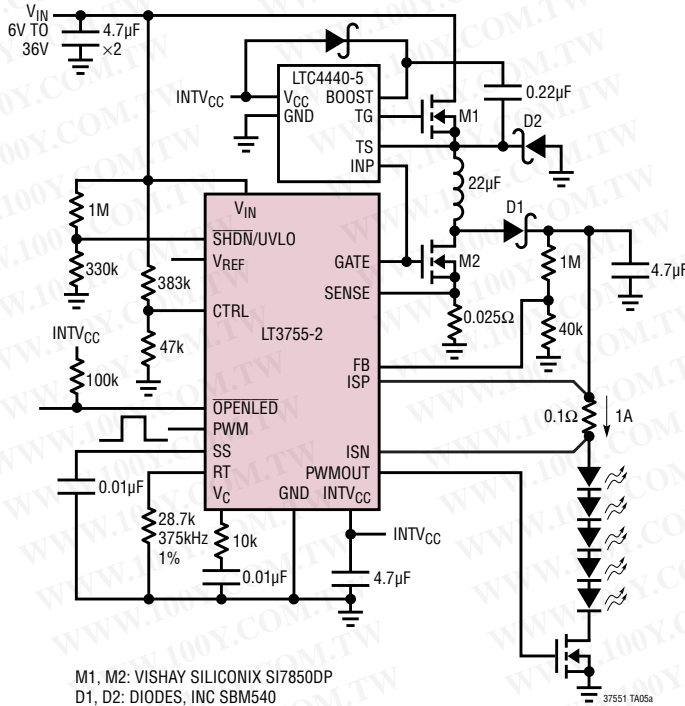 VIN
6V TO
36V
4.7µF
×2
INTVCC
LTC4440-5
VCC
BOOST
GND
TG
TS
INP
M1
0.22µF
D2
22µF
1M
330k
383k
47k
VIN
SHDN/UVLO
VREF
CTRL
LT3755-2
GATE
SENSE
M2
0.025Ω
D1
1M
40k
4.7µF
INTVCC
100k
FB
ISP
OPENLED
PWM
SS
RT
VC
GND
INTVCC
ISN
PWMOUT
0.1Ω
1A
0.01µF
28.7k
375kHz
1%
10k
0.01µF
INTVCC
4.7µF
M1, M2: VISHAY SILICONIX SI7850DP
D1, D2: DIODES, INC SBM540
37551 TA05a
WWW.100Y.COM.TW